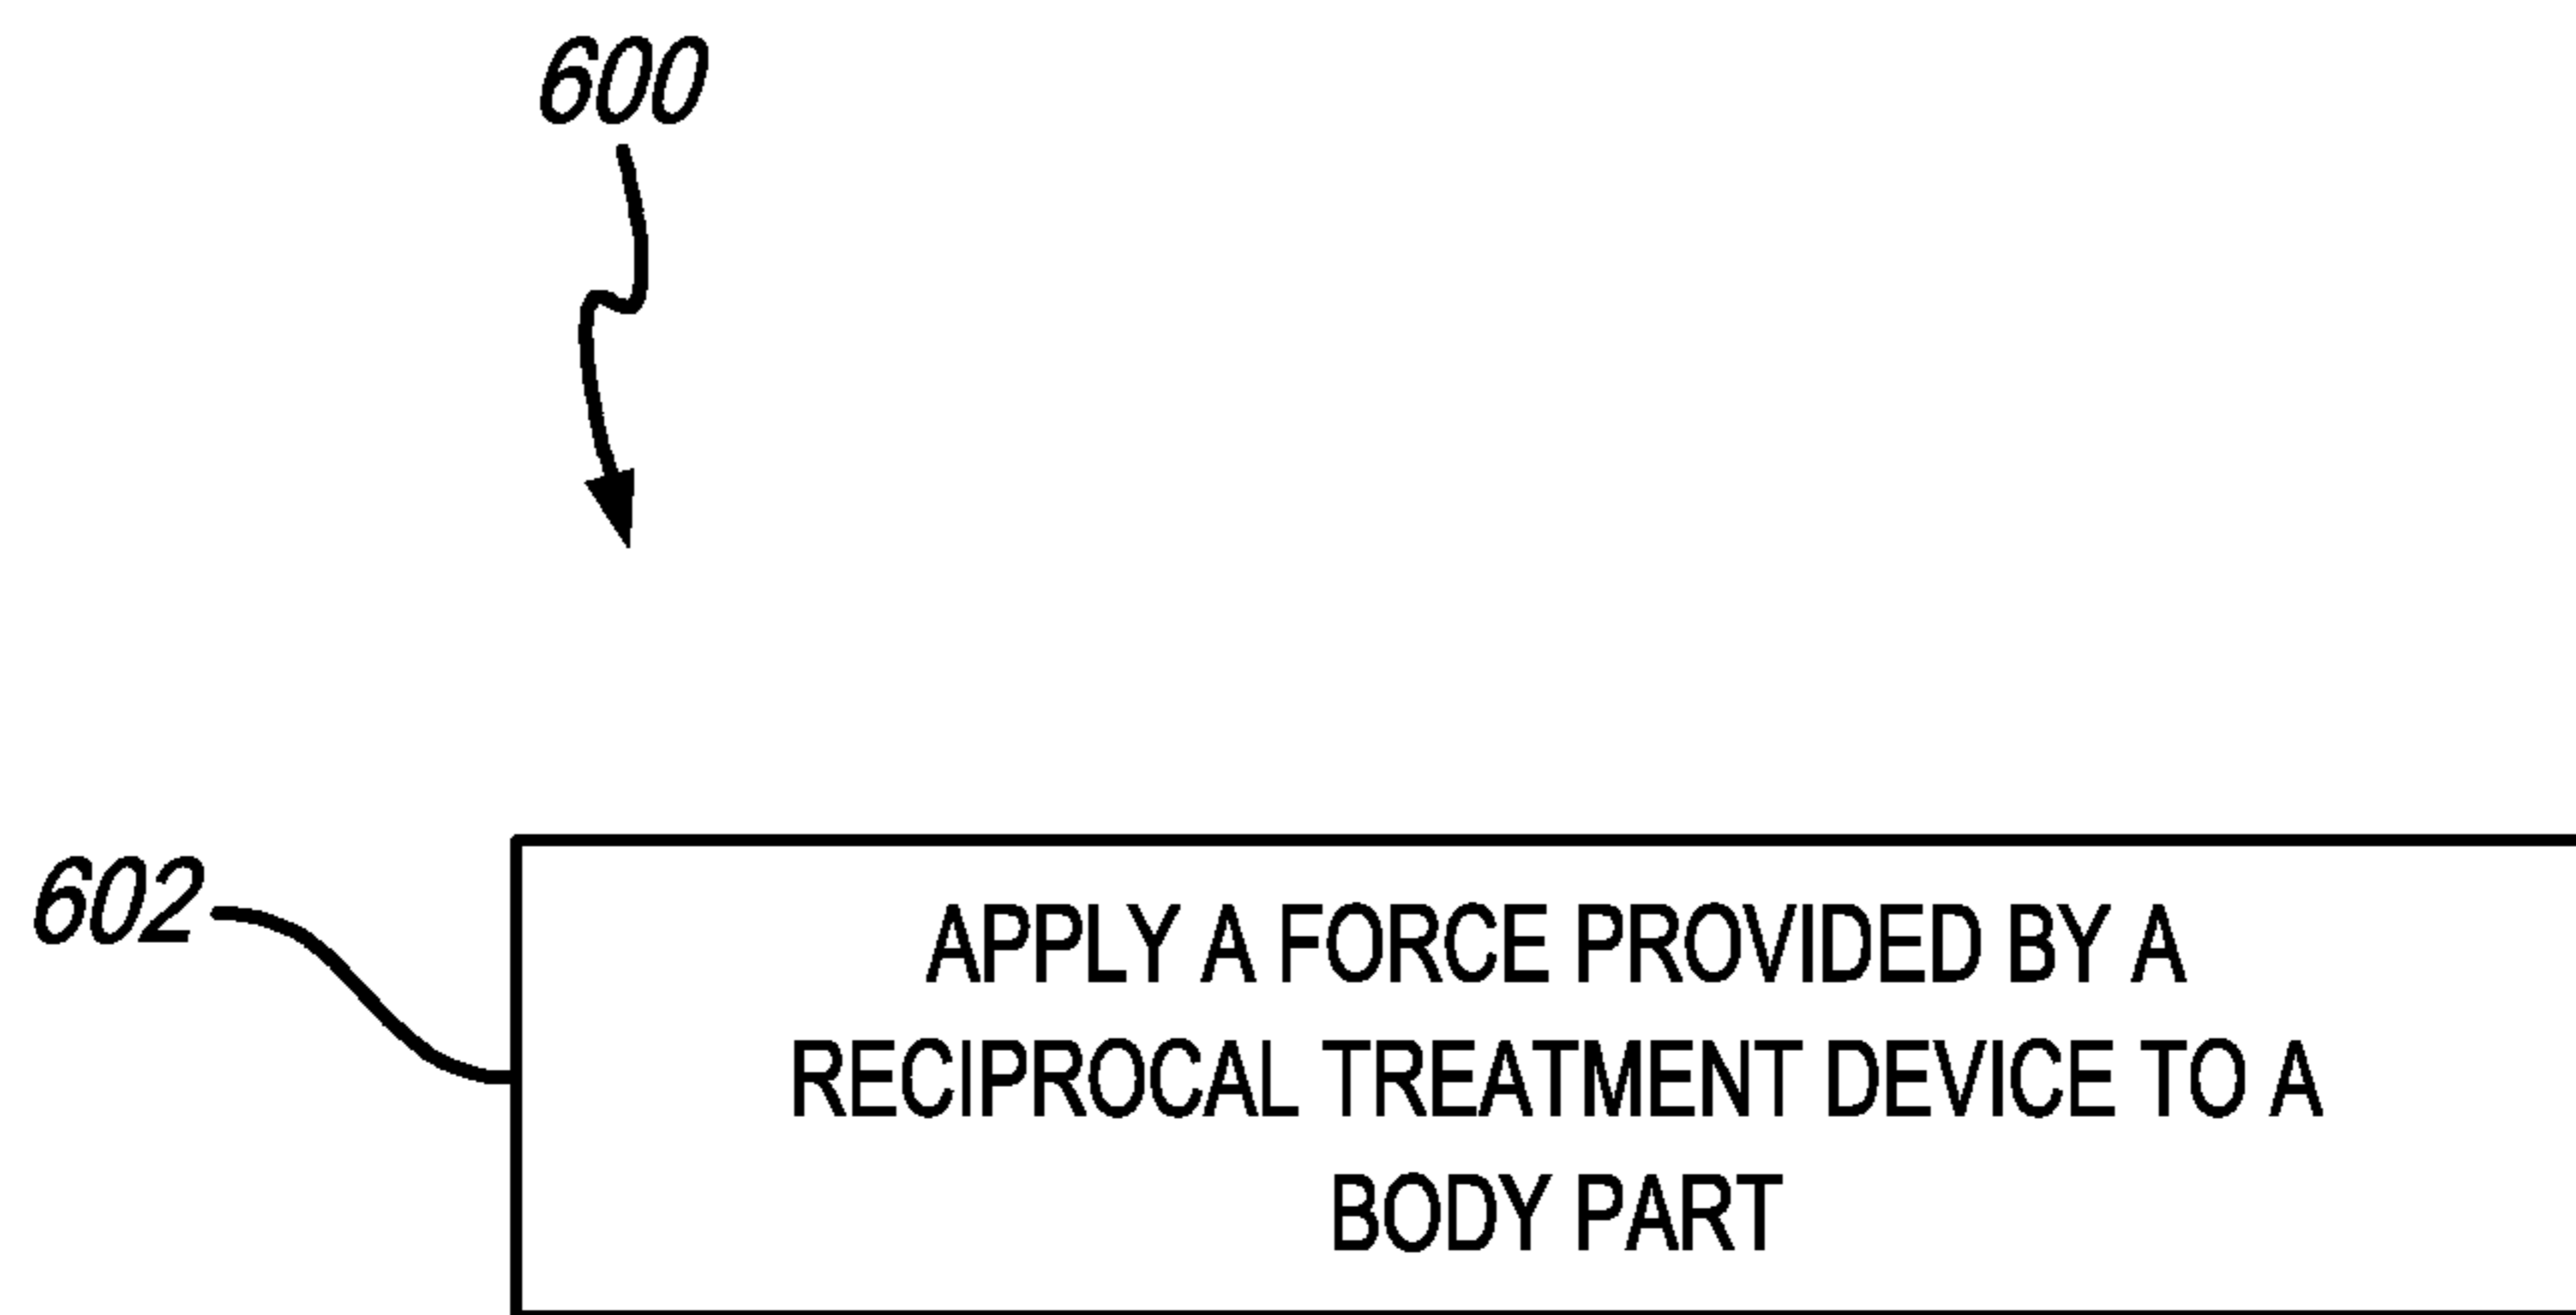 600
602
APPLY A FORCE PROVIDED BY A
RECIPROCAL TREATMENT DEVICE TO A
BODY PART